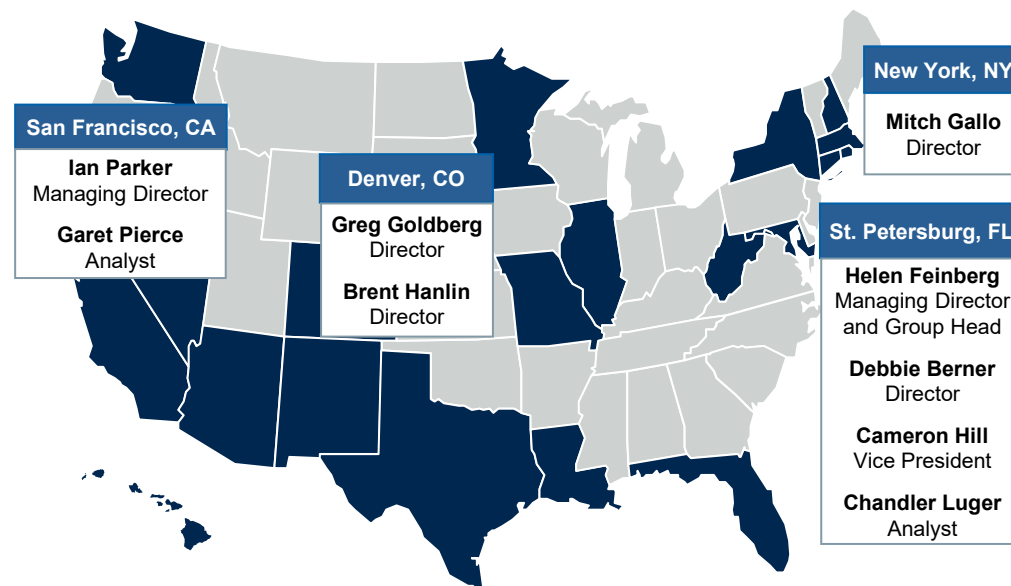 San Francisco, CA
Ian Parker
Managing Director
Garet Pierce
Analyst
Denver, CO
Greg Goldberg
Director
Brent Hanlin
Director
New York, NY
Mitch Gallo
Director
St. Petersburg, FL
Helen Feinberg
Managing Director
and Group Head
Debbie Berner
Director
Cameron Hill
Vice President
Chandler Luger
Analyst